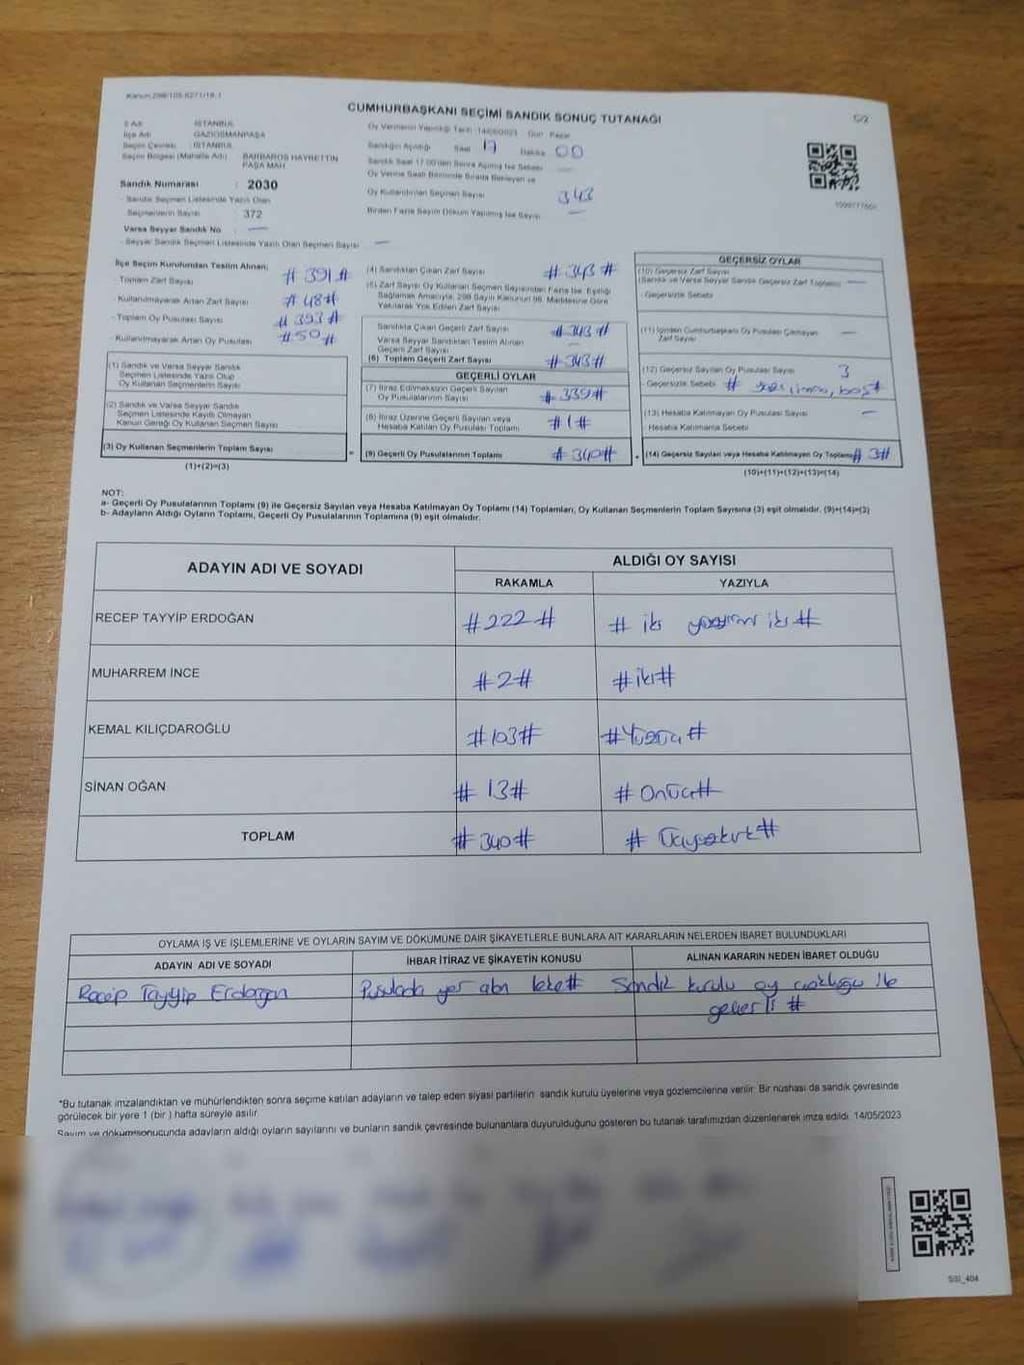 Kanun:298/105-6271/18.1
CUMHURBAŞKANI SEÇİMİ SANDIK SONUÇ TUTANAĞI
C/2
İl Adı : İSTANBUL
İlçe Adı : GAZİOSMANPAŞA
Seçim Çevresi : İSTANBUL
Seçim Bölgesi (Mahalle Adı) : BARBAROS HAYRETTİN PAŞA MAH
Sandık Numarası : 2030
Sandık Seçmen Listesinde Yazılı Olan
Seçmenlerin Sayısı : 372
Varsa Seyyar Sandık No : —
- Seyyar Sandık Seçmen Listesinde Yazılı Olan Seçmen Sayısı —
Oy Vermenin Yapıldığı Tarih: 14/05/2023 Gün: Pazar
Sandığın Açıldığı Saat 17 Dakika 00
Sandık Saat 17.00'den Sonra Açılmış İse Sebebi —
Oy Verme Saati Bitiminde Sırada Bekleyen ve
Oy Kullandırılan Seçmen Sayısı 343
Birden Fazla Sayım Döküm Yapılmış İse Sayısı —
İlçe Seçim Kurulundan Teslim Alınan;
Toplam Zarf Sayısı # 391 #
- Kullanılmayarak Artan Zarf Sayısı # 48 #
- Toplam Oy Pusulası Sayısı # 393 #
- Kullanılmayarak Artan Oy Pusulası # 50 #
(1) Sandık ve Varsa Seyyar Sandık
Seçmen Listesinde Yazılı Olan
Oy Kullanan Seçmenlerin Sayısı
(2) Sandık ve Varsa Seyyar Sandık
Seçmen Listesinde Kayıtlı Olmayan
Kanun Gereği Oy Kullanan Seçmen Sayısı
(3) Oy Kullanan Seçmenlerin Toplam Sayısı
(1)+(2)=(3)
(4) Sandıktan Çıkan Zarf Sayısı # 343 #
(5) Zarf Sayısı Oy Kullanan Seçmen Sayısından Fazla İse, Eşitliği
Sağlamak Amacıyla, 298 Sayılı Kanunun 98. Maddesine Göre
Yakılarak Yok Edilen Zarf Sayısı
Sandıkta Çıkan Geçerli Zarf Sayısı # 343 #
Varsa Seyyar Sandıktan Teslim Alınan
Geçerli Zarf Sayısı —
(6) Toplam Geçerli Zarf Sayısı # 343 #
GEÇERLİ OYLAR
(7) İtiraz Edilmeksizin Geçerli Sayılan
Oy Pusulalarının Sayısı # 339 #
(8) İtiraz Üzerine Geçerli Sayılan veya
Hesaba Katılan Oy Pusulası Toplamı # 1 #
(9) Geçerli Oy Pusulalarının Toplamı # 340 #
GEÇERSİZ OYLAR
(10) Geçersiz Zarf Sayısı
(Sandık ve Varsa Seyyar Sandık Geçersiz Zarf Toplamı) —
- Geçersizlik Sebebi
(11) İçinden Cumhurbaşkanı Oy Pusulası Çıkmayan
Zarf Sayısı —
(12) Geçersiz Sayılan Oy Pusulası Sayısı 3
- Geçersizlik Sebebi # boş #
(13) Hesaba Katılmayan Oy Pusulası Sayısı —
- Hesaba Katılmama Sebebi
(14) Geçersiz Sayılan veya Hesaba Katılmayan Oy Toplamı # 3 #
(10)+(11)+(12)+(13)=(14)
NOT:
a- Geçerli Oy Pusulalarının Toplamı (9) ile Geçersiz Sayılan veya Hesaba Katılmayan Oy Toplamı (14) Toplamları, Oy Kullanan Seçmenlerin Toplam Sayısına (3) eşit olmalıdır. (9)+(14)=(3)
b- Adayların Aldığı Oyların Toplamı, Geçerli Oy Pusulalarının Toplamına (9) eşit olmalıdır.
ADAYIN ADI VE SOYADI ALDIĞI OY SAYISI
RAKAMLA YAZIYLA
RECEP TAYYİP ERDOĞAN # 222 # # iki yüzyirmi iki #
MUHARREM İNCE # 2 # # iki #
KEMAL KILIÇDAROĞLU # 103 # # Yüzüç #
SİNAN OĞAN # 13 # # Onüç #
TOPLAM # 340 # # Üçyüzkırk #
OYLAMA İŞ VE İŞLEMLERİNE VE OYLARIN SAYIM VE DÖKÜMÜNE DAİR ŞİKAYETLERLE BUNLARA AİT KARARLARIN NELERDEN İBARET BULUNDUKLARI
ADAYIN ADI VE SOYADI İHBAR İTİRAZ VE ŞİKAYETİN KONUSU ALINAN KARARIN NEDEN İBARET OLDUĞU
Recep Tayyip Erdoğan Pusulada yer alan leke # Sandık kurulu oy çokluğu ile
geçerli #
*Bu tutanak imzalandıktan ve mühürlendikten sonra seçime katılan adayların ve talep eden siyasi partilerin sandık kurulu üyelerine veya gözlemcilerine verilir. Bir nüshası da sandık çevresinde
görülecek bir yere 1 (bir ) hafta süreyle asılır.
Sayım ve dökümsonucunda adayların aldığı oyların sayılarını ve bunların sandık çevresinde bulunanlara duyurulduğunu gösteren bu tutanak tarafımızdan düzenlenerek imza edildi. 14/05/2023
SSI_404